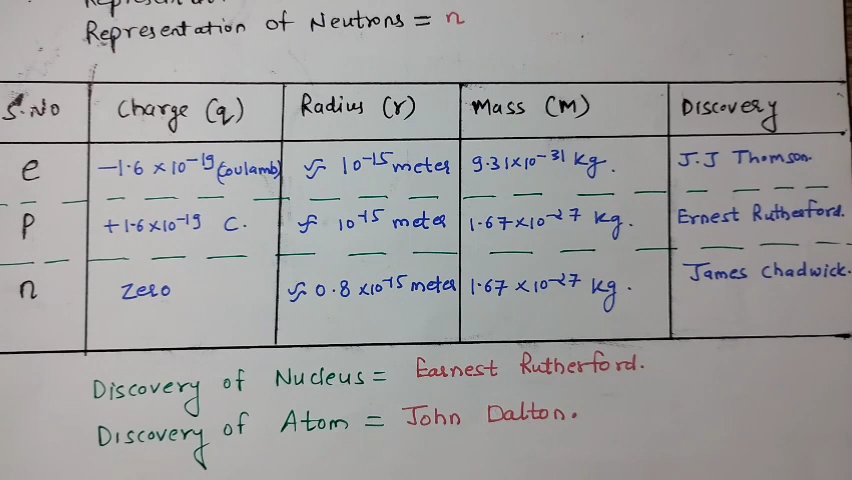 Representation of Neutrons = n
S.No Charge (q) Radius (r) Mass (M) Discovery
e −1.6 × 10−19 (coulamb) ≈ 10−15 meter 9.31×10−31 kg. J.J Thomson.
P +1.6×10−19 C. ≈ 10−15 meter 1.67×10−27 kg. Ernest Rutherford.
n Zero ≈ 0.8 ×10−15 meter 1.67 ×10−27 kg. James Chadwick.
Discovery of Nucleus = Earnest Rutherford.
Discovery of Atom = John Dalton.